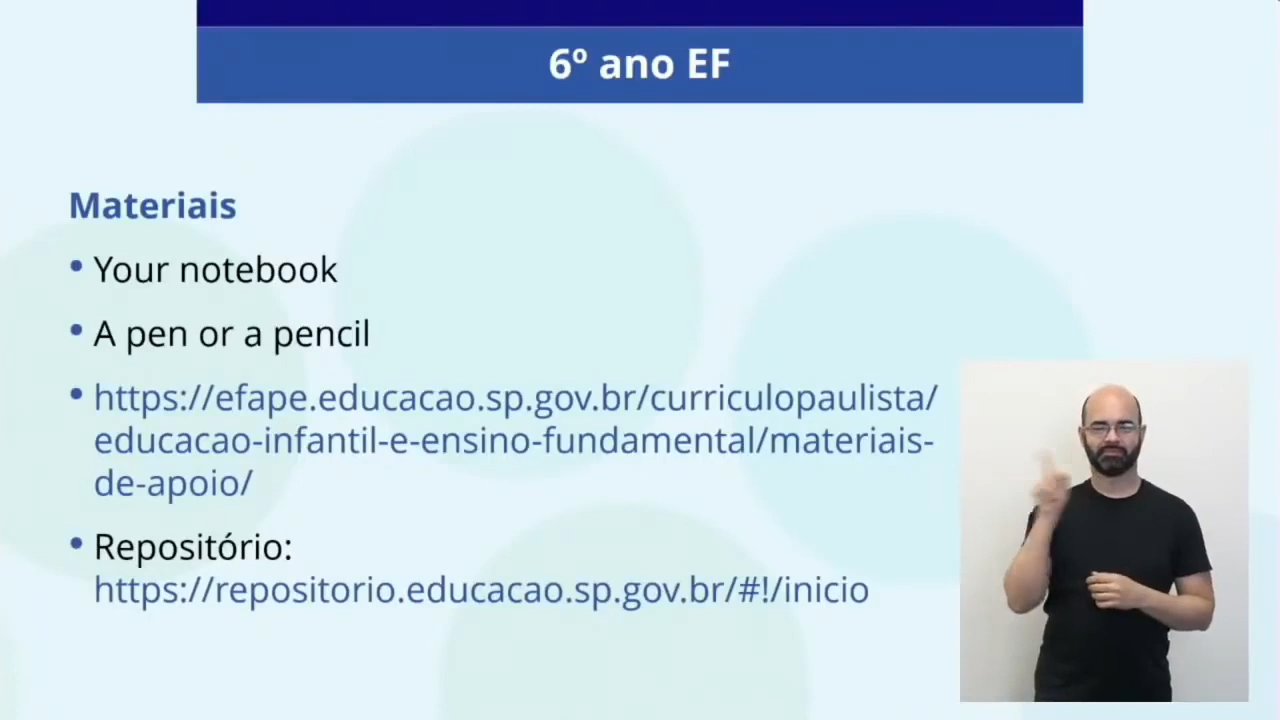 6º ano EF
Materiais
• Your notebook
• A pen or a pencil
• https://efape.educacao.sp.gov.br/curriculopaulista/
educacao-infantil-e-ensino-fundamental/materiais-
de-apoio/
• Repositório:
https://repositorio.educacao.sp.gov.br/#!/inicio